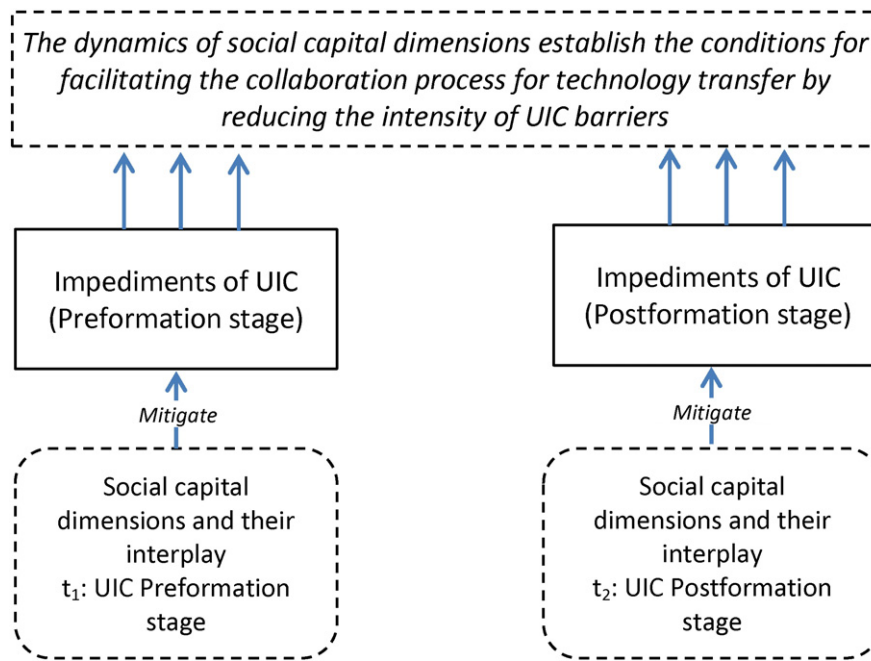 The dynamics of social capital dimensions establish the conditions for
facilitating the collaboration process for technology transfer by
reducing the intensity of UIC barriers
Impediments of UIC
(Preformation stage)
Impediments of UIC
(Postformation stage)
Mitigate
Mitigate
Social capital
dimensions and their
interplay
t₁: UIC Preformation
stage
Social capital
dimensions and their
interplay
t₂: UIC Postformation
stage